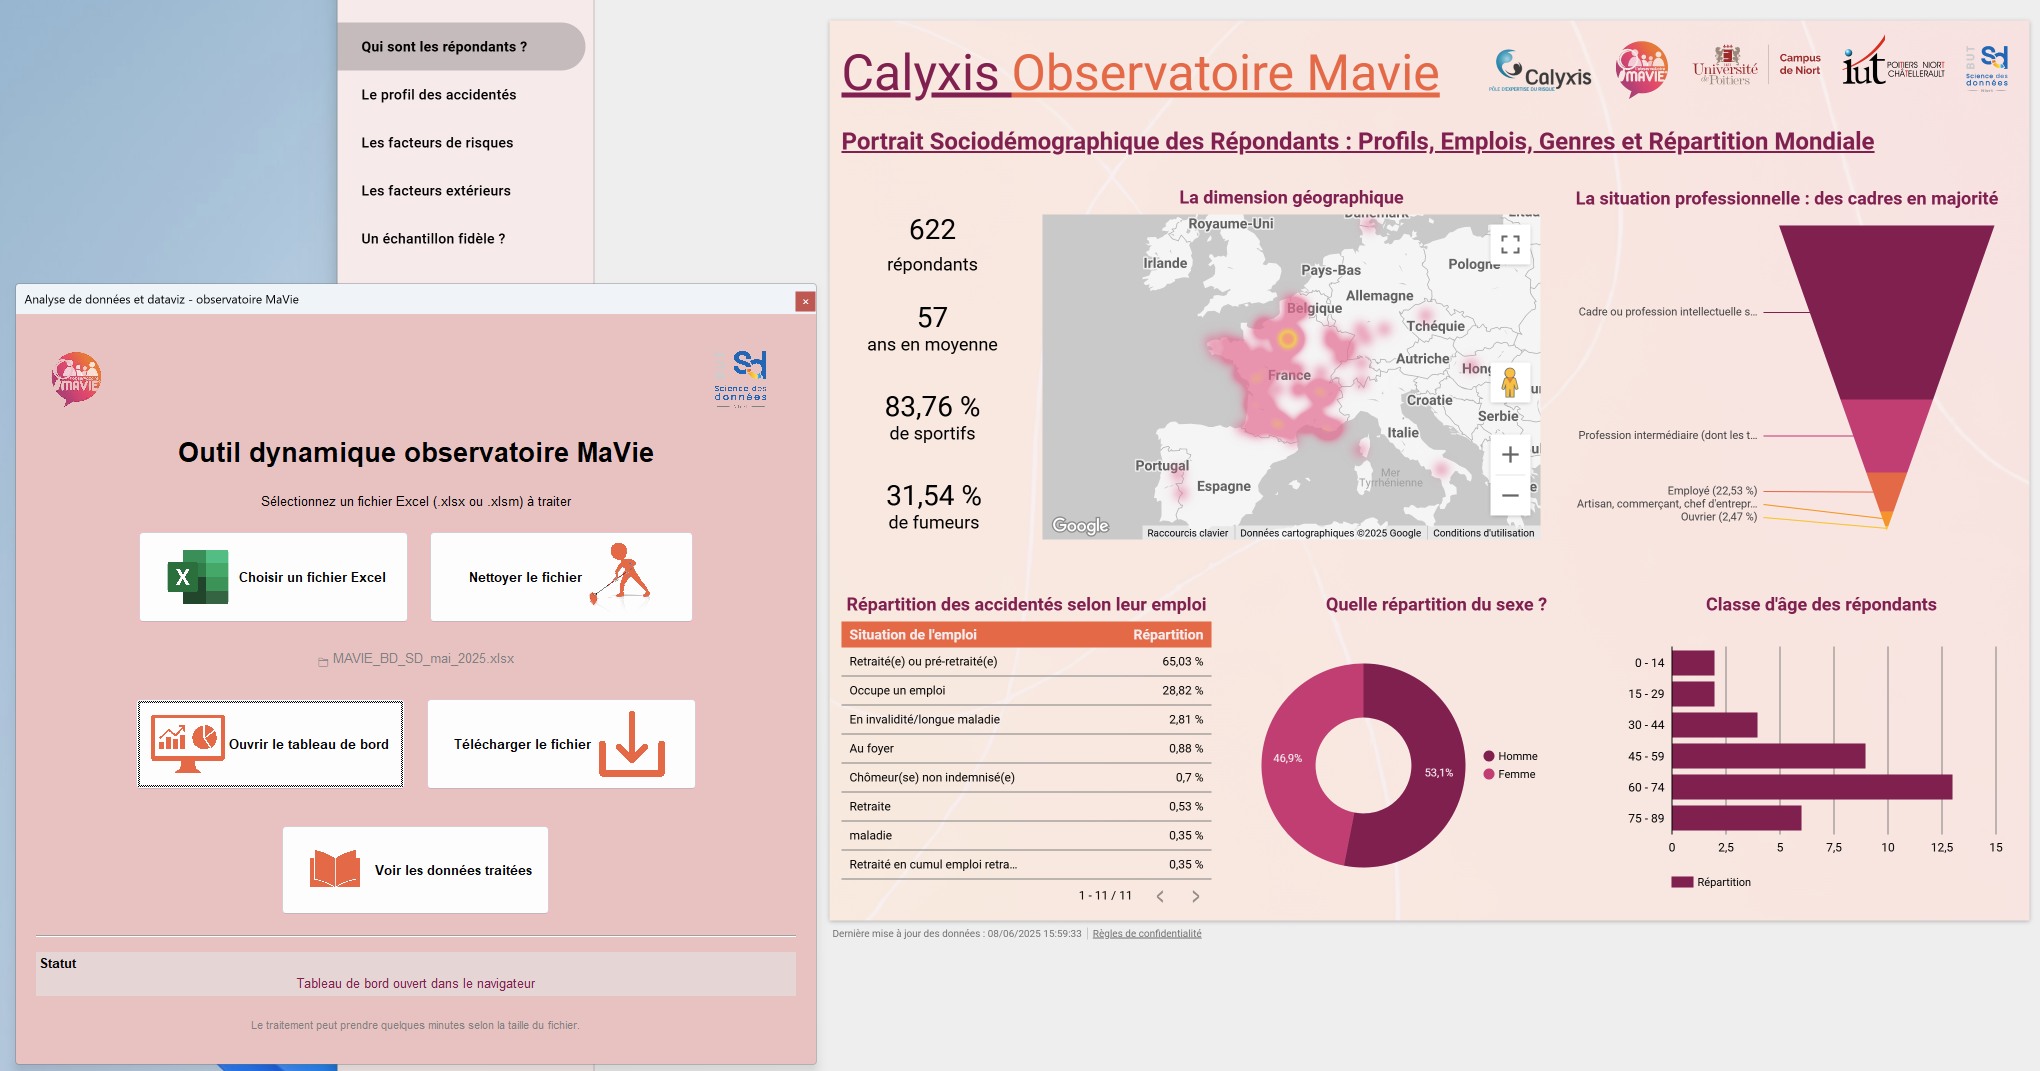 Qui sont les répondants ?
Le profil des accidentés
Les facteurs de risques
Les facteurs extérieurs
Un échantillon fidèle ?
Analyse de données et dataviz - observatoire MaVie
MAVIE
Sd
Science des
données
Outil dynamique observatoire MaVie
Sélectionnez un fichier Excel (.xlsx ou .xlsm) à traiter
X
Choisir un fichier Excel
Nettoyer le fichier
MAVIE_BD_SD_mai_2025.xlsx
Ouvrir le tableau de bord
Télécharger le fichier
Voir les données traitées
Statut
Tableau de bord ouvert dans le navigateur
Le traitement peut prendre quelques minutes selon la taille du fichier.
Calyxis Observatoire Mavie
Calyxis
PÔLE D'EXPERTISE DU RISQUE
MAVIE
Université
de Poitiers
Campus
de Niort
iut
POITIERS NIORT
CHÂTELLERAULT
BUT
Sd
Science des
données
Portrait Sociodémographique des Répondants : Profils, Emplois, Genres et Répartition Mondiale
622
répondants
57
ans en moyenne
83,76 %
de sportifs
31,54 %
de fumeurs
La dimension géographique
Danemark
Royaume-Uni
Irlande
Pays-Bas
Pologne
Allemagne
Belgique
Tchéquie
Autriche
France
Hong
Croatie
Serbie
Italie
Portugal
Espagne
Mer
Tyrrhénienne
Google
Raccourcis clavier
Données cartographiques ©2025 Google
Conditions d'utilisation
La situation professionnelle : des cadres en majorité
Cadre ou profession intellectuelle s...
Profession intermédiaire (dont les t...
Employé (22,53 %)
Artisan, commerçant, chef d'entrepr...
Ouvrier (2,47 %)
Répartition des accidentés selon leur emploi
Situation de l'emploi Répartition
Retraité(e) ou pré-retraité(e) 65,03 %
Occupe un emploi 28,82 %
En invalidité/longue maladie 2,81 %
Au foyer 0,88 %
Chômeur(se) non indemnisé(e) 0,7 %
Retraite 0,53 %
maladie 0,35 %
Retraité en cumul emploi retra... 0,35 %
1 - 11 / 11
Quelle répartition du sexe ?
46,9%
53,1%
Homme
Femme
Classe d'âge des répondants
0 - 14
15 - 29
30 - 44
45 - 59
60 - 74
75 - 89
0 2,5 5 7,5 10 12,5 15
Répartition
Dernière mise à jour des données : 08/06/2025 15:59:33
Règles de confidentialité